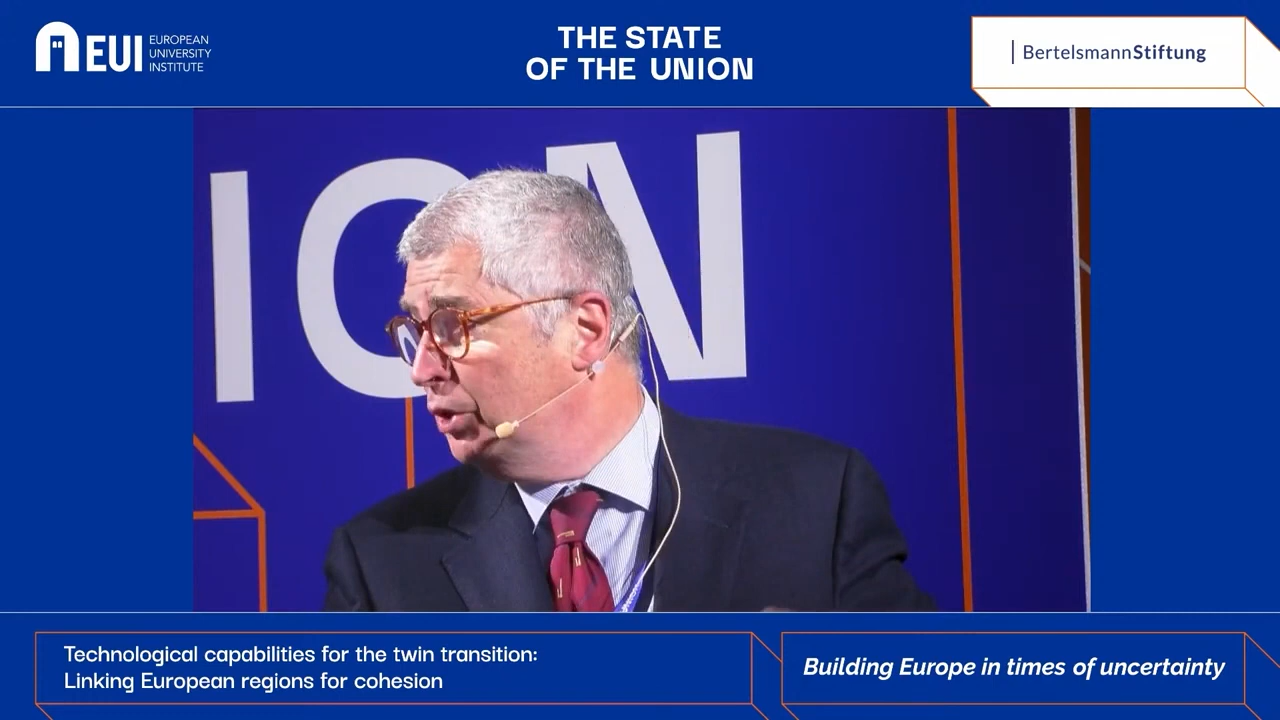 EUI
EUROPEAN
UNIVERSITY
INSTITUTE
THE STATE
OF THE UNION
BertelsmannStiftung
ION
Technological capabilities for the twin transition:
Linking European regions for cohesion
Building Europe in times of uncertainty